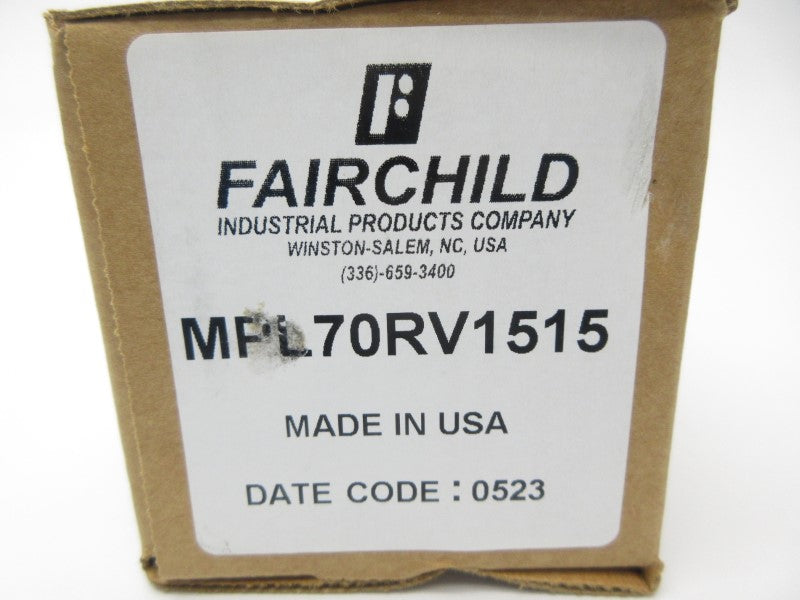 FAIRCHILD
INDUSTRIAL PRODUCTS COMPANY
WINSTON-SALEM, NC, USA
(336)-659-3400
MPL70RV1515
MADE IN USA
DATE CODE : 0523